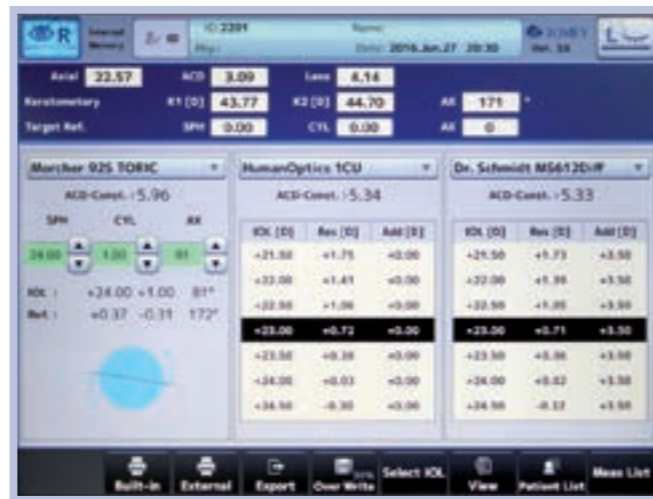 R Internal ID: 2201 Name: L
Memory Phy: Date: 2016.Jun.27 20:30 Ver. 3A
Axial 22.57 ACD 3.09 Lens 4.14
Keratometry K1 [D] 43.77 K2 [D] 44.70 AX 171 °
Target Ref. SPH 0.00 CYL 0.00 AX 0
Morcher 92S TORIC HumanOptics 1CU Dr. Schmidt MS612Diff
ACD-Const. : 5.96 ACD-Const. : 5.34 ACD-Const. : 5.33
SPH CYL AX IOL [D] Res [D] Add [D] IOL [D] Res [D] Add [D]
24.00 1.00 81 +21.50 +1.75 +0.00 +21.50 +1.73 +3.50
+22.00 +1.41 +0.00 +22.00 +1.39 +3.50
IOL : +24.00 +1.00 81° +22.50 +1.06 +0.00 +22.50 +1.05 +3.50
Ref. : +0.37 -0.31 172° +23.00 +0.72 +0.00 +23.00 +0.71 +3.50
+23.50 +0.38 +0.00 +23.50 +0.36 +3.50
+24.00 +0.03 +0.00 +24.00 +0.02 +3.50
-0.30 +0.00 +3.50
Built-in External Export Over Write Select IOL View Patient List Meas List